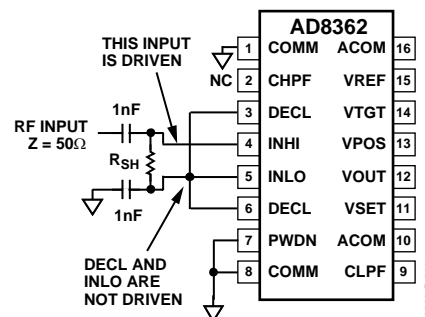 AD8362
THIS INPUT
IS DRIVEN
1 COMM ACOM 16
NC 2 CHPF VREF 15
1nF
3 DECL VTGT 14
RF INPUT
Z = 50Ω
4 INHI VPOS 13
RSH
5 INLO VOUT 12
1nF
6 DECL VSET 11
DECL AND
INLO ARE
NOT DRIVEN
7 PWDN ACOM 10
8 COMM CLPF 9